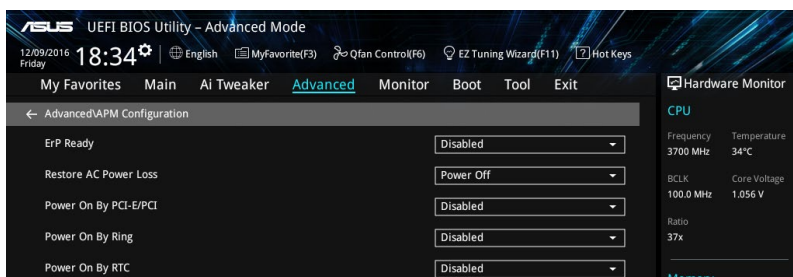 ASUS UEFI BIOS Utility – Advanced Mode
12/09/2016 Friday 18:34 English MyFavorite(F3) Qfan Control(F6) EZ Tuning Wizard(F11) ? Hot Keys
My Favorites Main Ai Tweaker Advanced Monitor Boot Tool Exit
Hardware Monitor
← Advanced\APM Configuration
CPU
ErP Ready Disabled
Frequency Temperature
3700 MHz 34°C
Restore AC Power Loss Power Off
BCLK Core Voltage
100.0 MHz 1.056 V
Power On By PCI-E/PCI Disabled
Ratio
37x
Power On By Ring Disabled
Power On By RTC Disabled
Memory